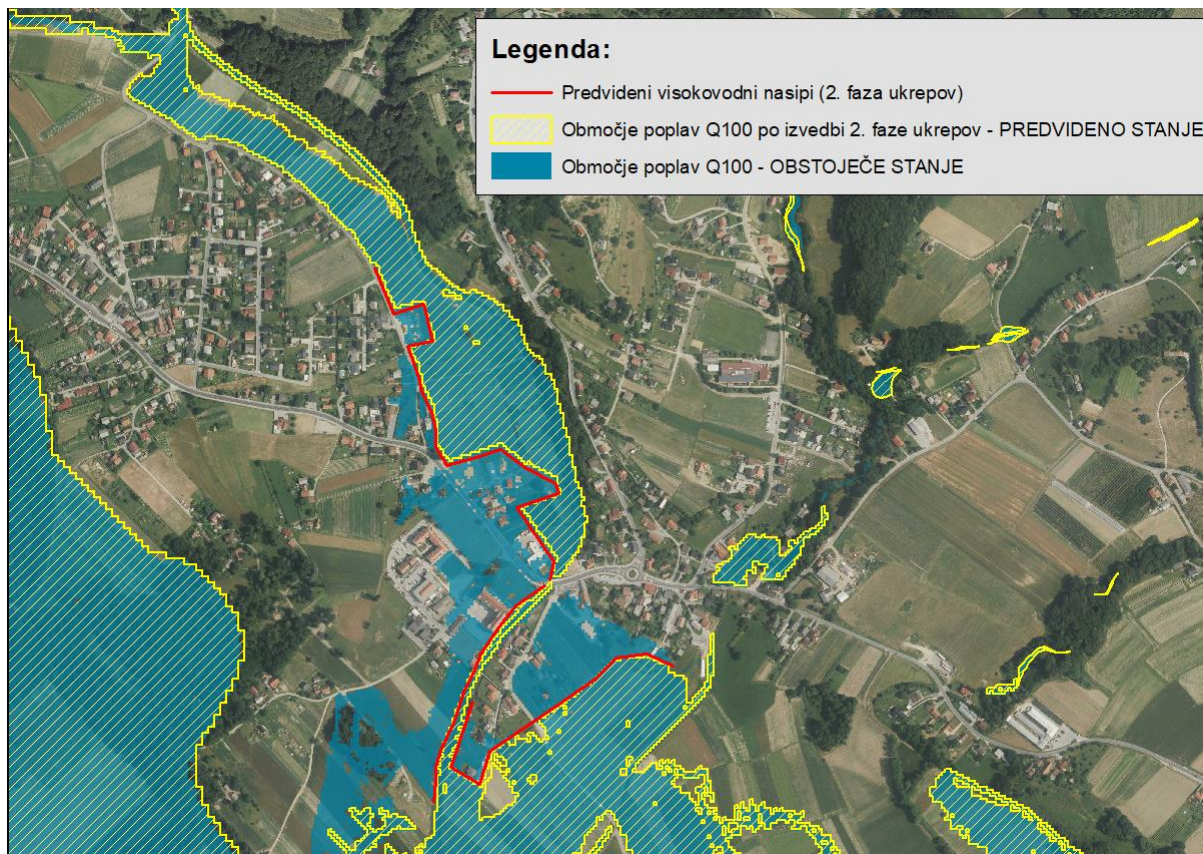 Legenda:
Predvideni visokovodni nasipi (2. faza ukrepov)
Območje poplav Q100 po izvedbi 2. faze ukrepov - PREDVIDENO STANJE
Območje poplav Q100 - OBSTOJEČE STANJE